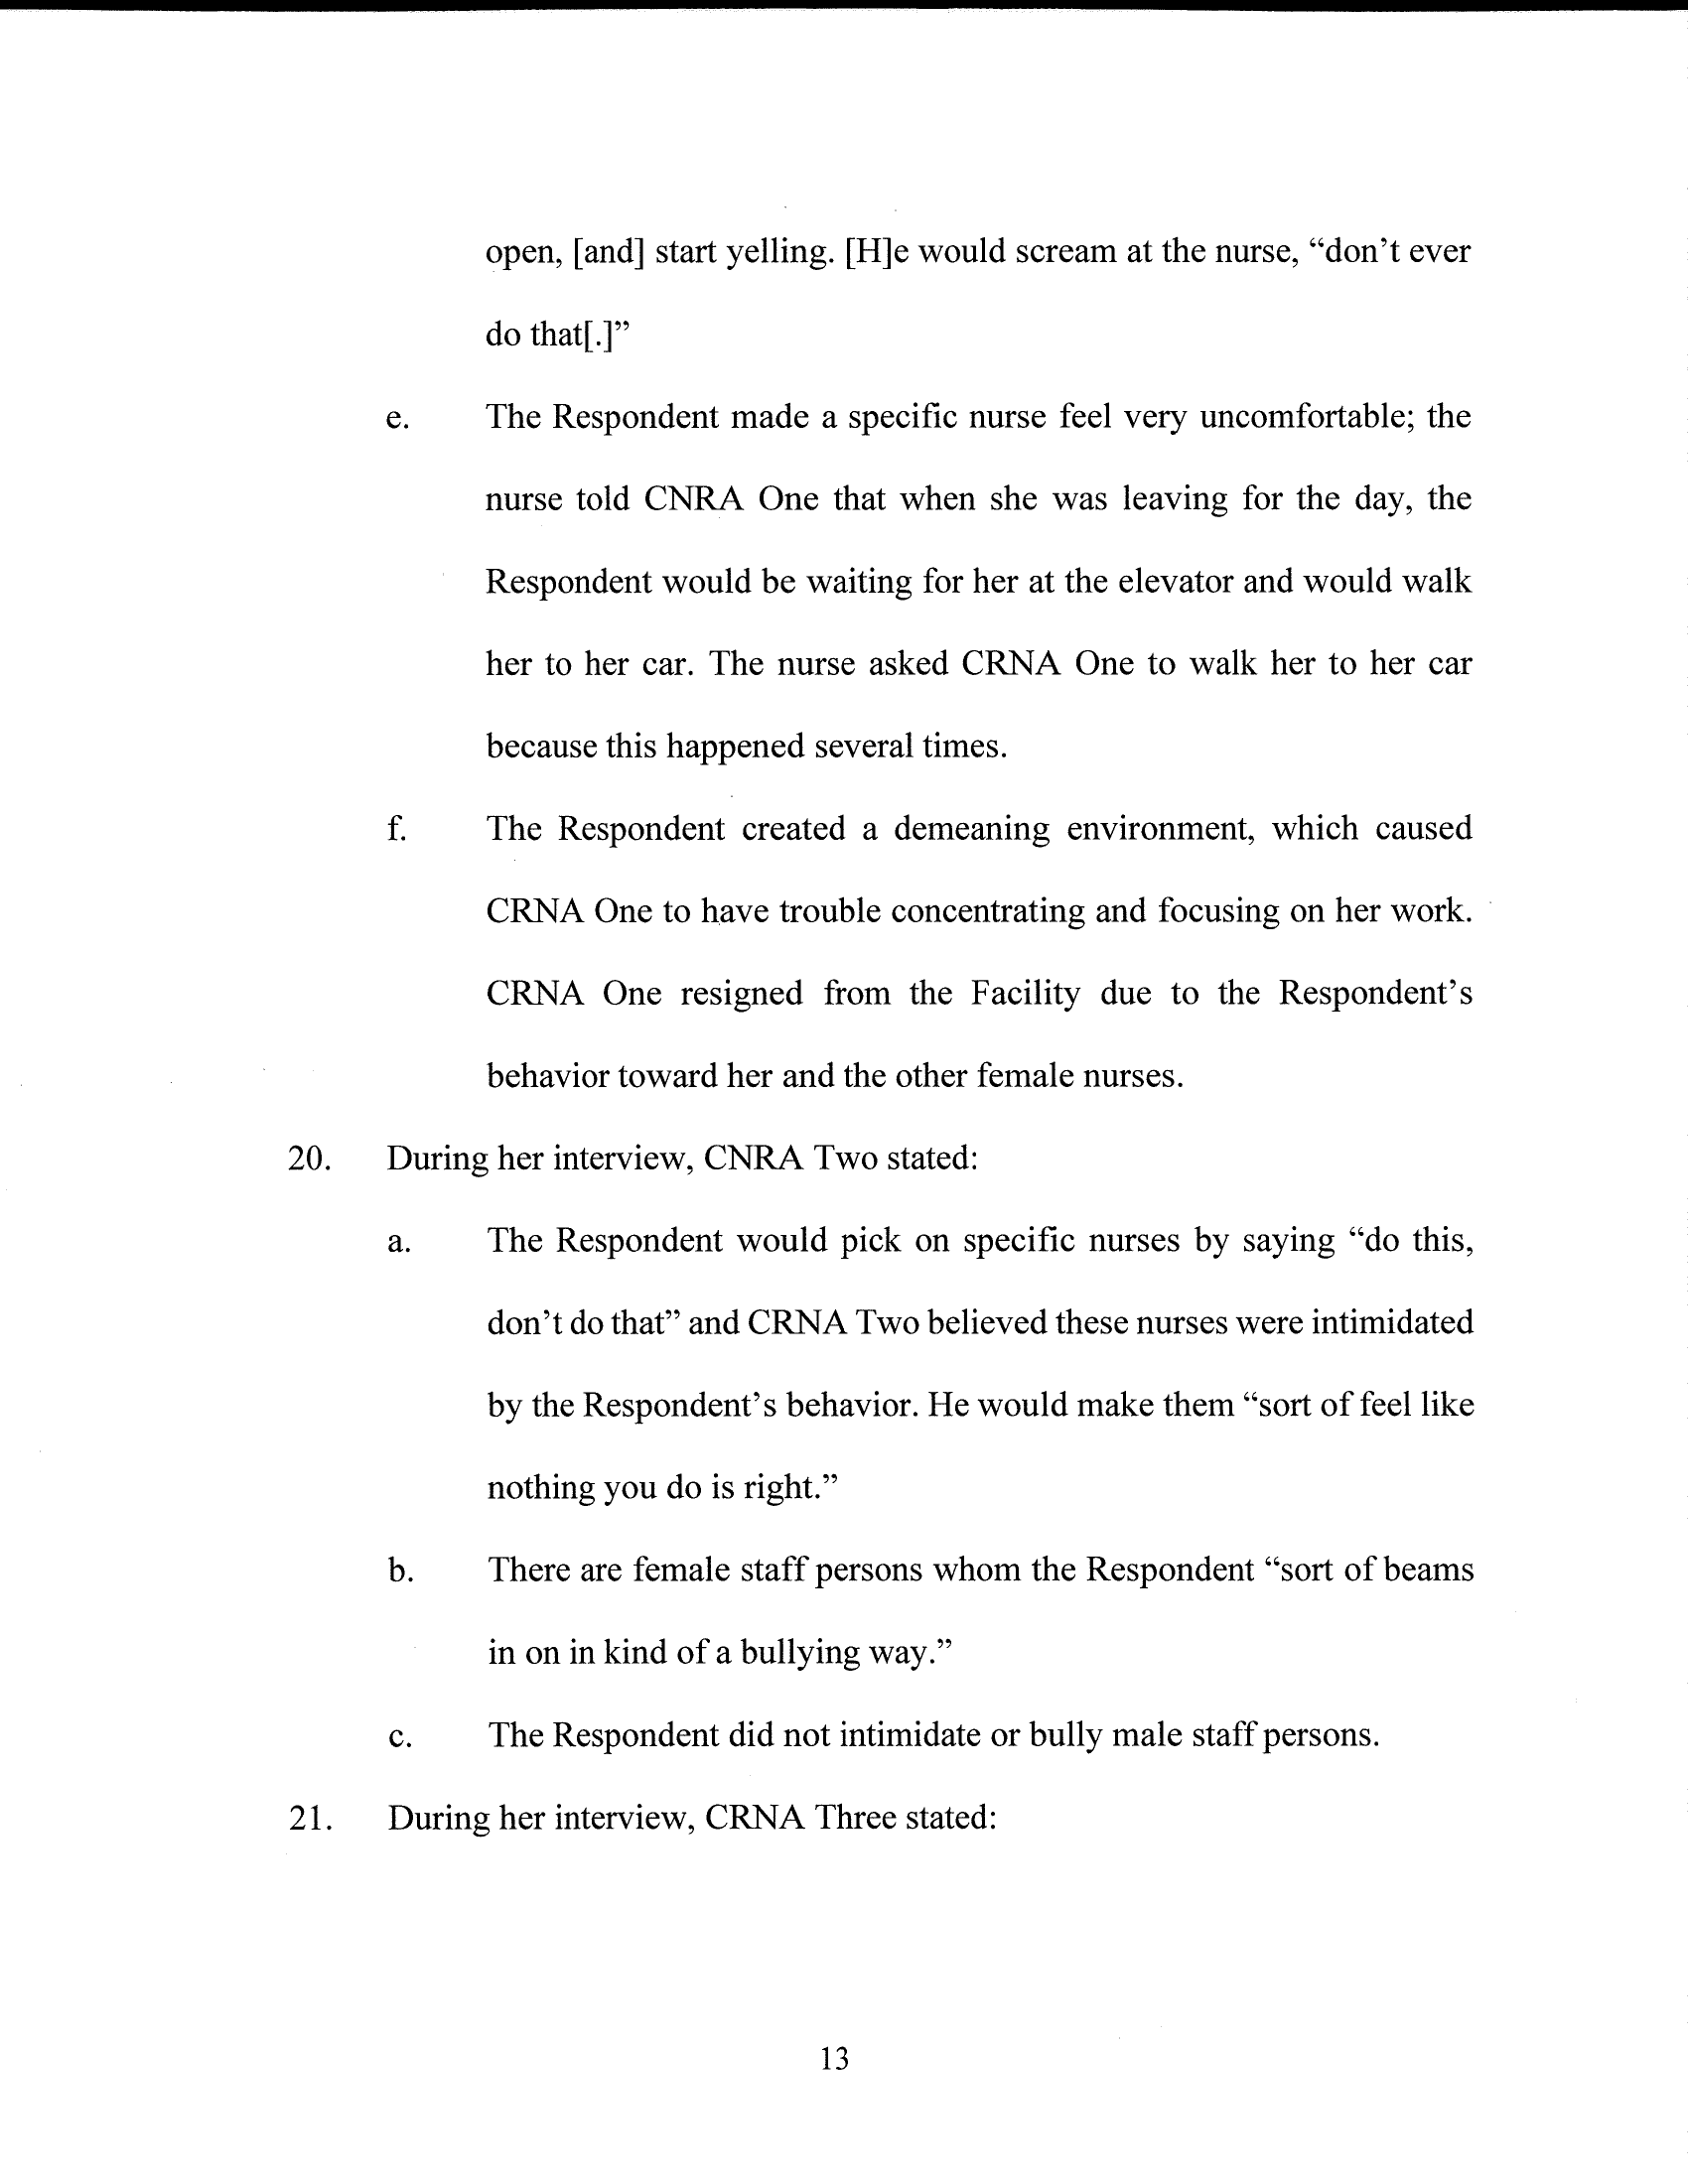 open, [and] start yelling. [H]e would scream at the nurse, “don’t ever
do that[.]”
e. The Respondent made a specific nurse feel very uncomfortable; the
nurse told CNRA One that when she was leaving for the day, the
Respondent would be waiting for her at the elevator and would walk
her to her car. The nurse asked CRNA One to walk her to her car
because this happened several times.
f. The Respondent created a demeaning environment, which caused
CRNA One to have trouble concentrating and focusing on her work.
CRNA One resigned from the Facility due to the Respondent’s
behavior toward her and the other female nurses.
20. During her interview, CNRA Two stated:
a. The Respondent would pick on specific nurses by saying “do this,
don’t do that” and CRNA Two believed these nurses were intimidated
by the Respondent’s behavior. He would make them “sort of feel like
nothing you do is right.”
b. There are female staff persons whom the Respondent “sort of beams
in on in kind of a bullying way.”
c. The Respondent did not intimidate or bully male staff persons.
21. During her interview, CRNA Three stated:
13